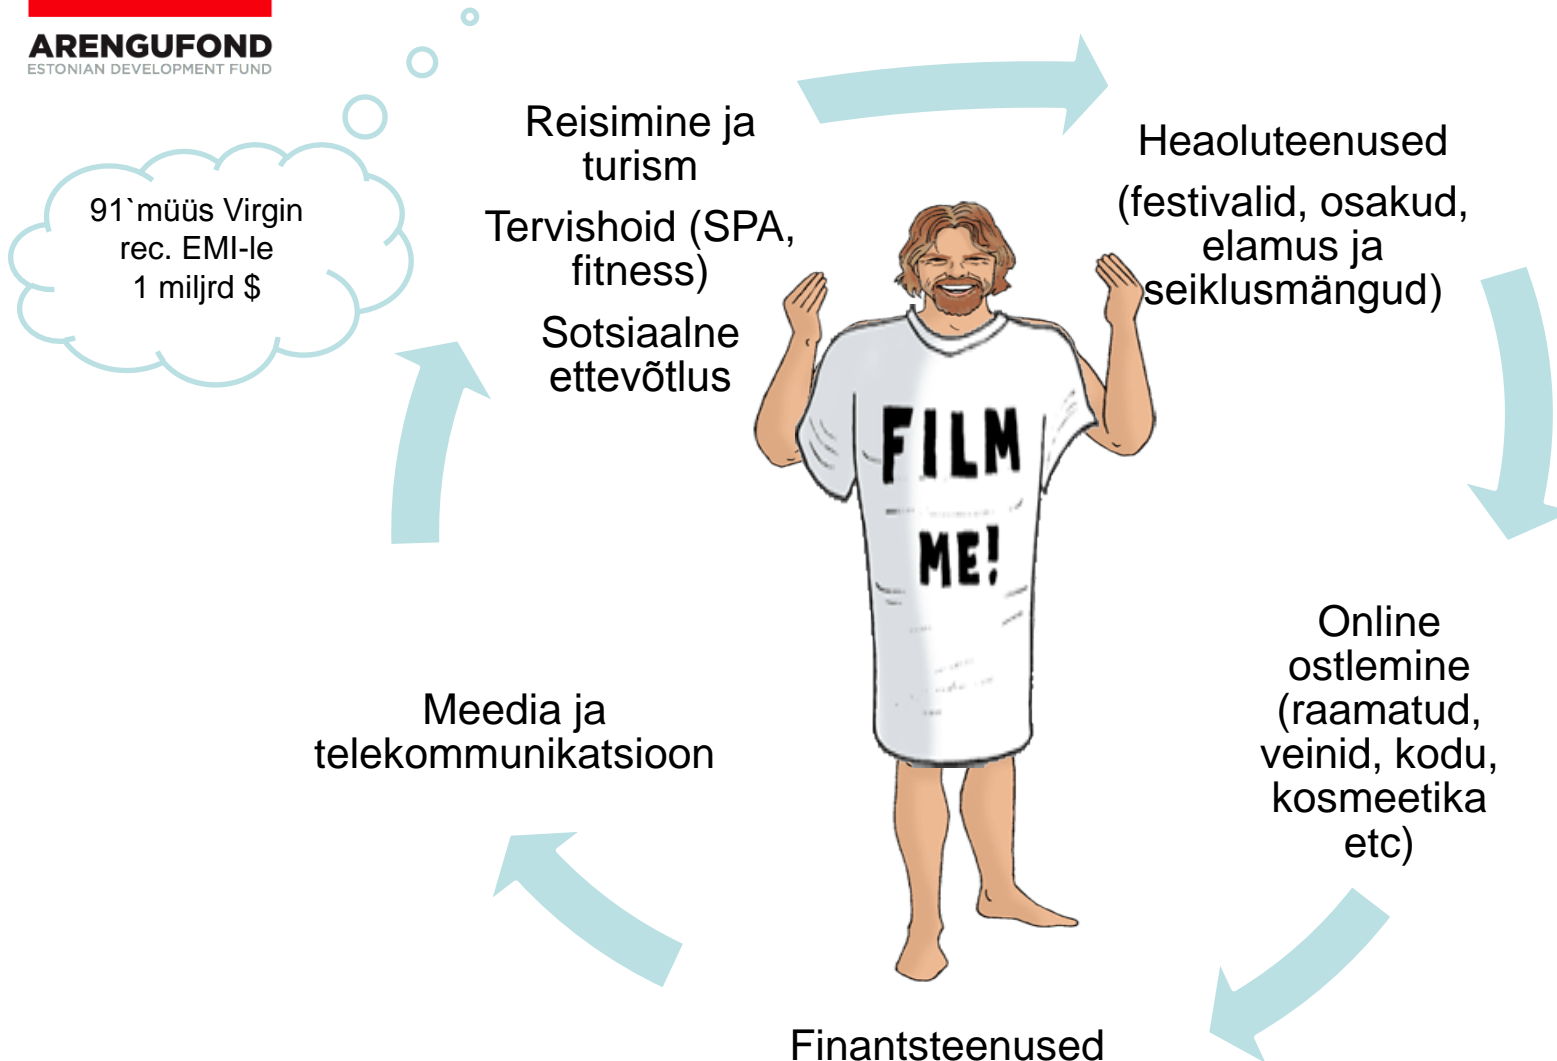 ARENGUFOND
ESTONIAN DEVELOPMENT FUND
91`müüs Virgin
rec. EMI-le
1 miljrd $
Reisimine ja
turism
Tervishoid (SPA,
fitness)
Sotsiaalne
ettevõtlus
Heaoluteenused
(festivalid, osakud,
elamus ja
seiklusmängud)
FILM
ME!
Online
ostlemine
(raamatud,
veinid, kodu,
kosmeetika
etc)
Meedia ja
telekommunikatsioon
Finantsteenused